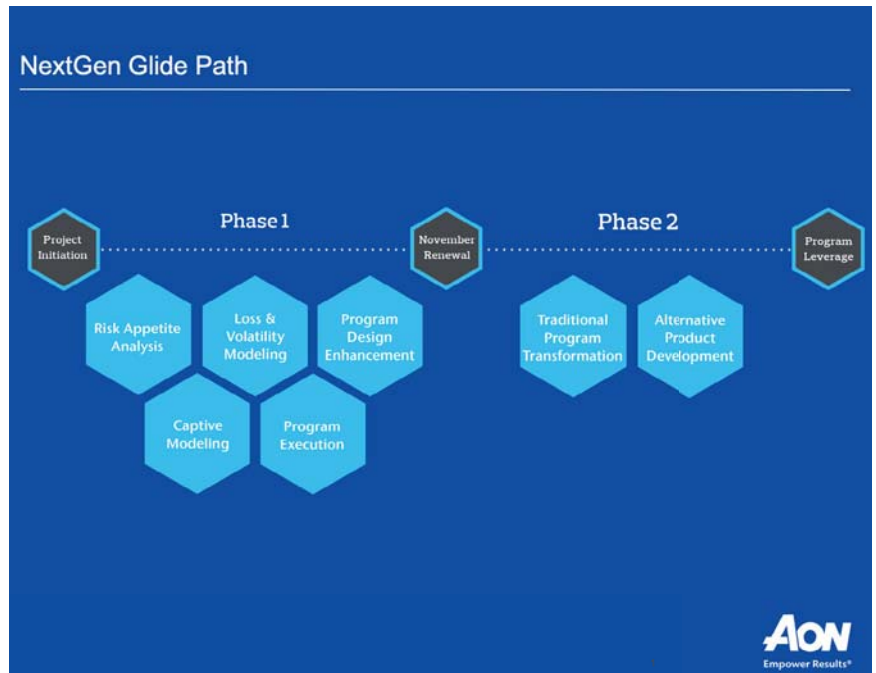 NextGen Glide Path
Phase 1
Phase 2
Project
Initiation
November
Renewal
Program
Leverage
Risk Appetite
Analysis
Loss &
Volatility
Modeling
Program
Design
Enhancement
Traditional
Program
Transformation
Alternative
Product
Development
Captive
Modeling
Program
Execution
AON
Empower Results®